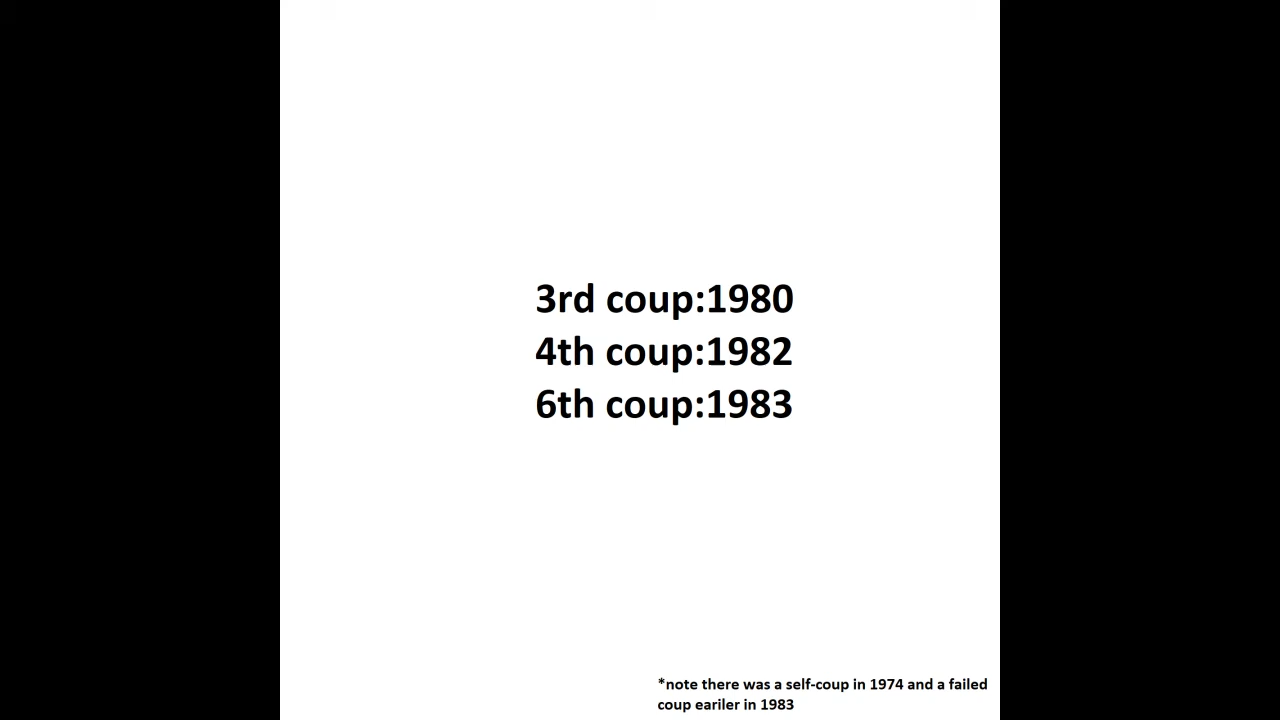 3rd coup:1980
4th coup:1982
6th coup:1983
*note there was a self-coup in 1974 and a failed
coup eariler in 1983